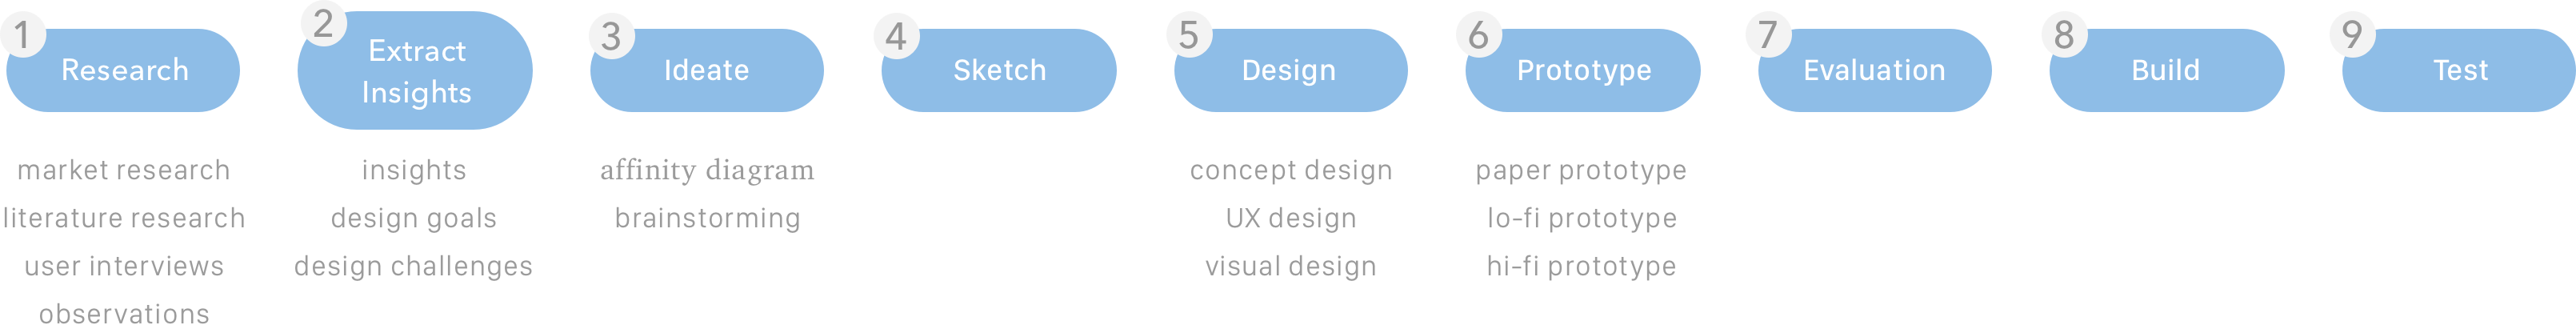 1
Research
market research
literature research
user interviews
observations
2
Extract
Insights
insights
design goals
design challenges
3
Ideate
affinity diagram
brainstorming
4
Sketch
5
Design
concept design
UX design
visual design
6
Prototype
paper prototype
lo-fi prototype
hi-fi prototype
7
Evaluation
8
Build
9
Test